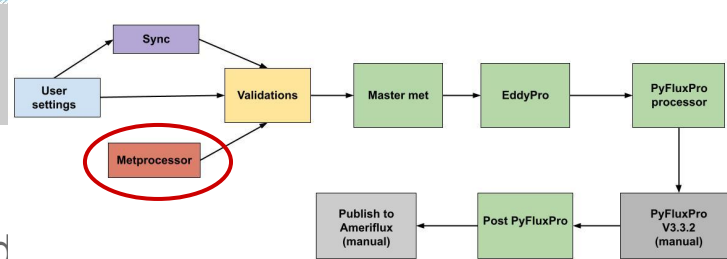 Sync
User
settings
Validations
Master met
EddyPro
PyFluxPro
processor
Metprocessor
Publish to
Ameriflux
(manual)
Post PyFluxPro
PyFluxPro
V3.3.2
(manual)